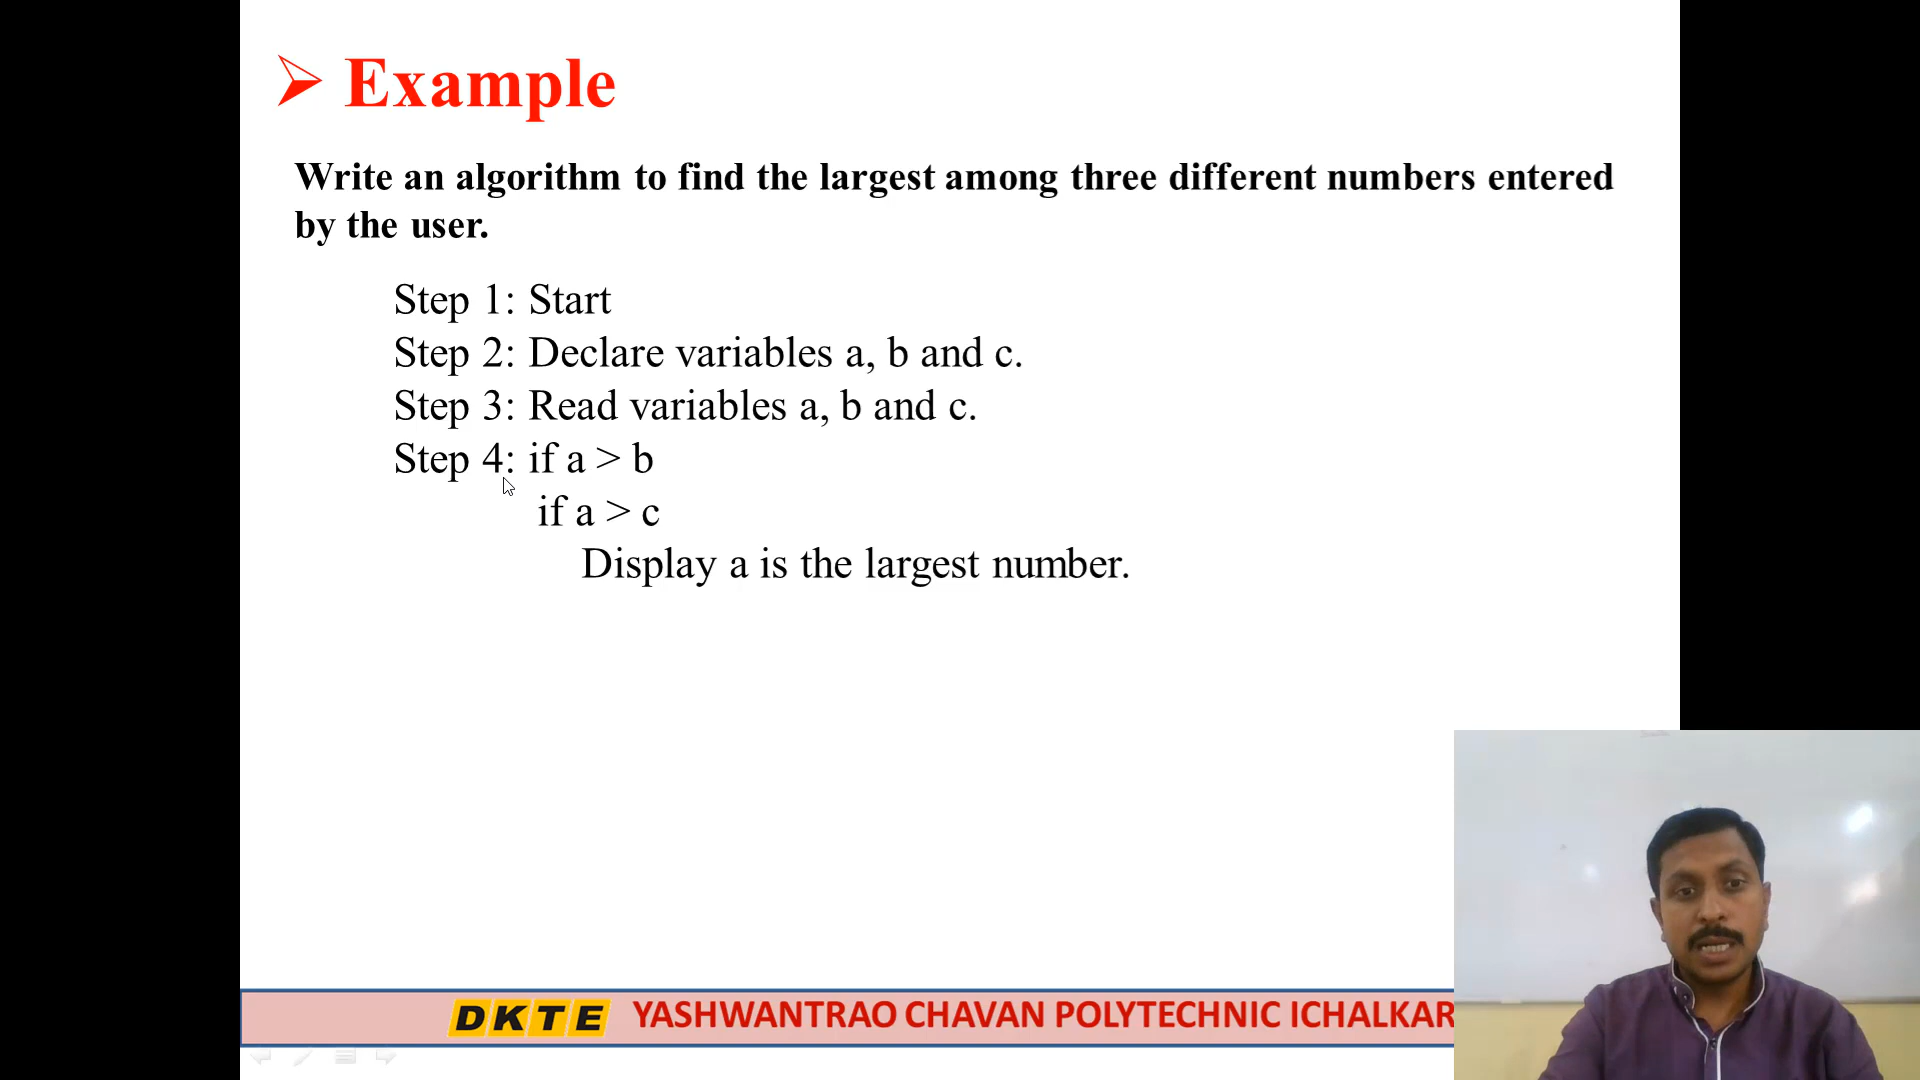 Example
Write an algorithm to find the largest among three different numbers entered
by the user.
Step 1: Start
Step 2: Declare variables a, b and c.
Step 3: Read variables a, b and c.
Step 4: if a > b
if a > c
Display a is the largest number.
DKTE YASHWANTRAO CHAVAN POLYTECHNIC ICHALKAR